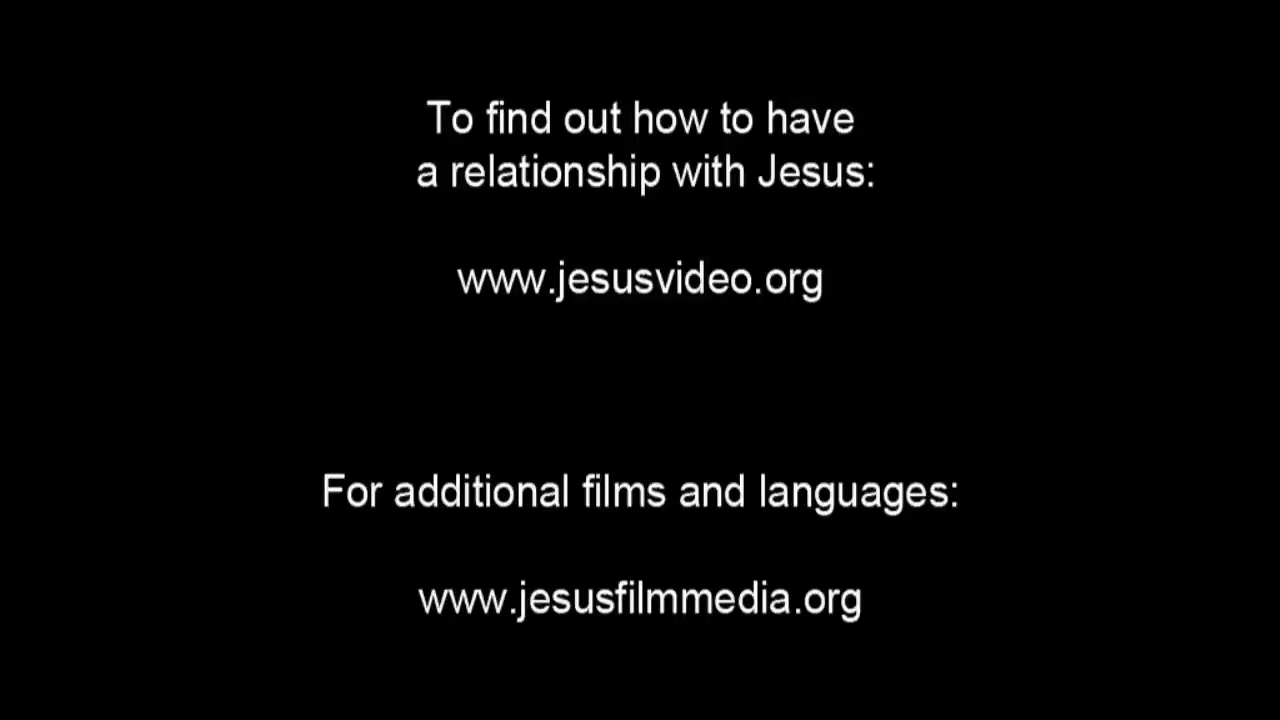 To find out how to have
a relationship with Jesus:
www.jesusvideo.org
For additional films and languages:
www.jesusfilmmedia.org